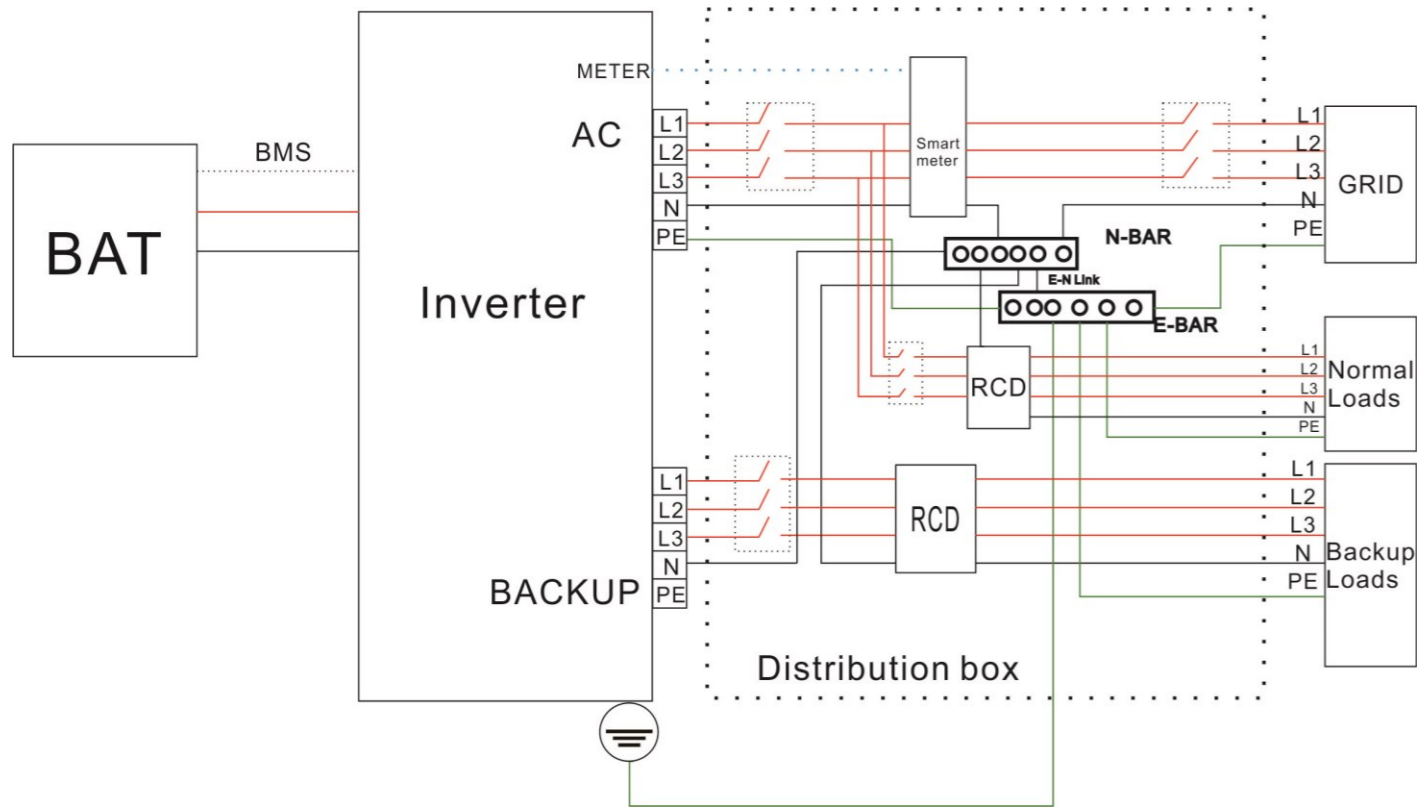 METER
AC
L1
L2
L3
N
PE
BMS
BAT
Inverter
Smart
meter
L1
L2
L3
N
PE
GRID
N-BAR
E-N Link
E-BAR
RCD
L1
L2
L3
N
PE
Normal
Loads
L1
L2
L3
N
PE
BACKUP
RCD
L1
L2
L3
N
PE
Backup
Loads
Distribution box